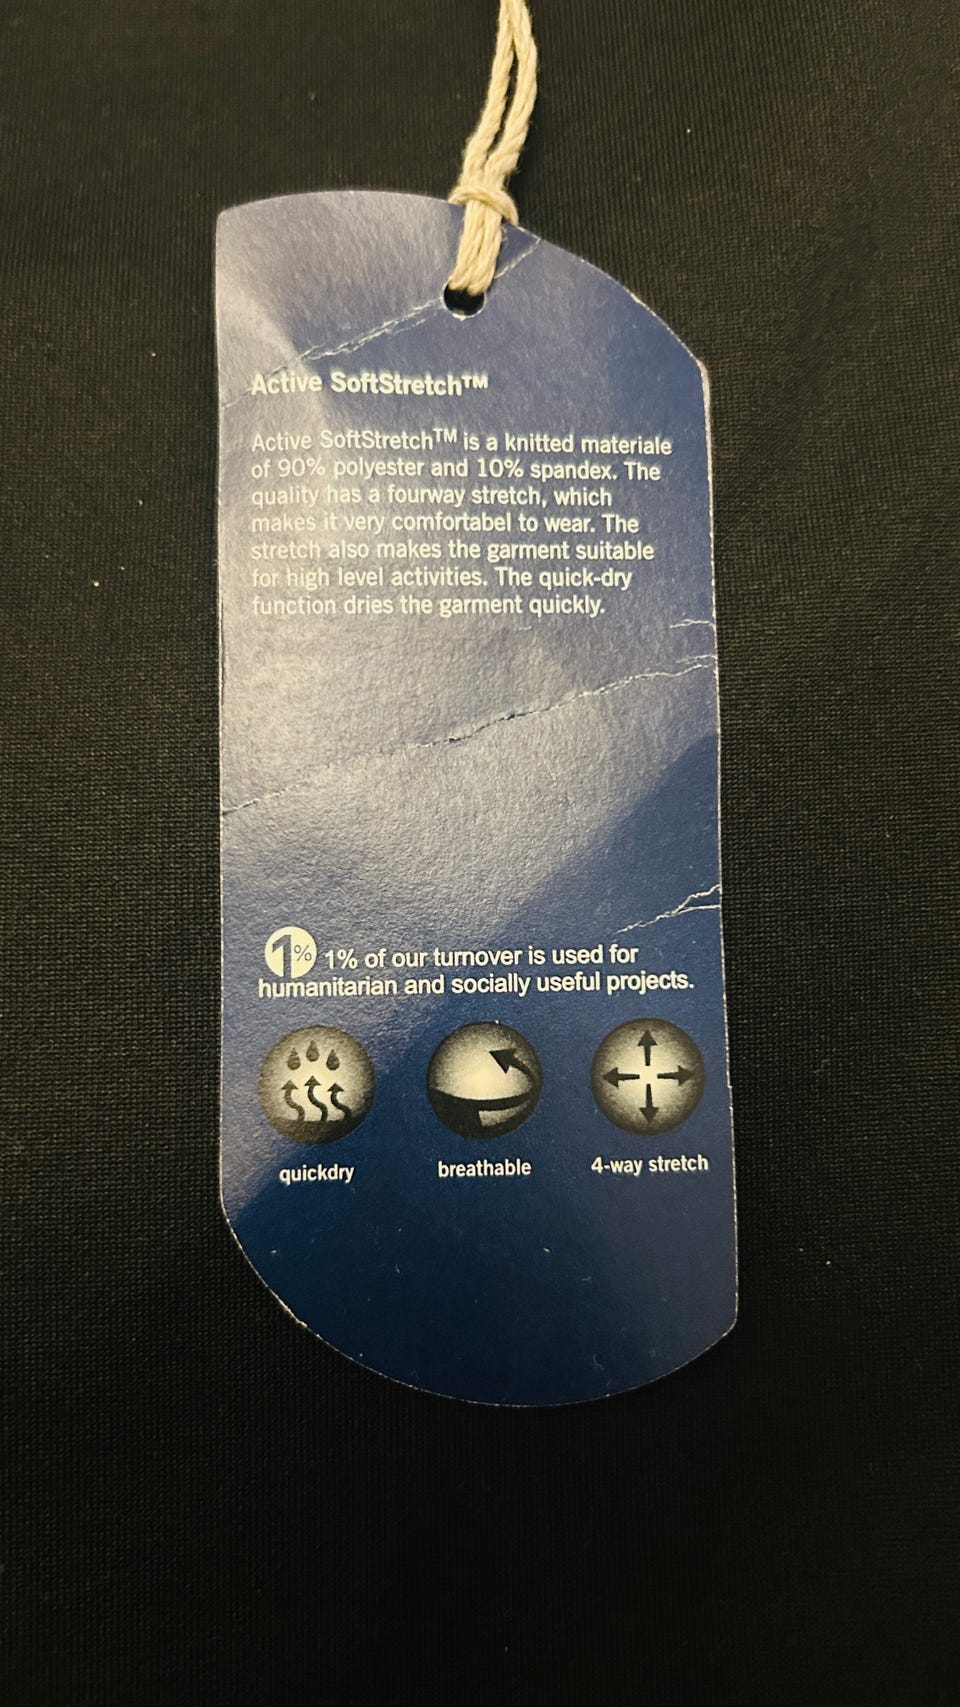 Active SoftStretch™
Active SoftStretch™ is a knitted materiale
of 90% polyester and 10% spandex. The
quality has a fourway stretch, which
makes it very comfortabel to wear. The
stretch also makes the garment suitable
for high level activities. The quick-dry
function dries the garment quickly.
1% 1% of our turnover is used for
humanitarian and socially useful projects.
quickdry breathable 4-way stretch